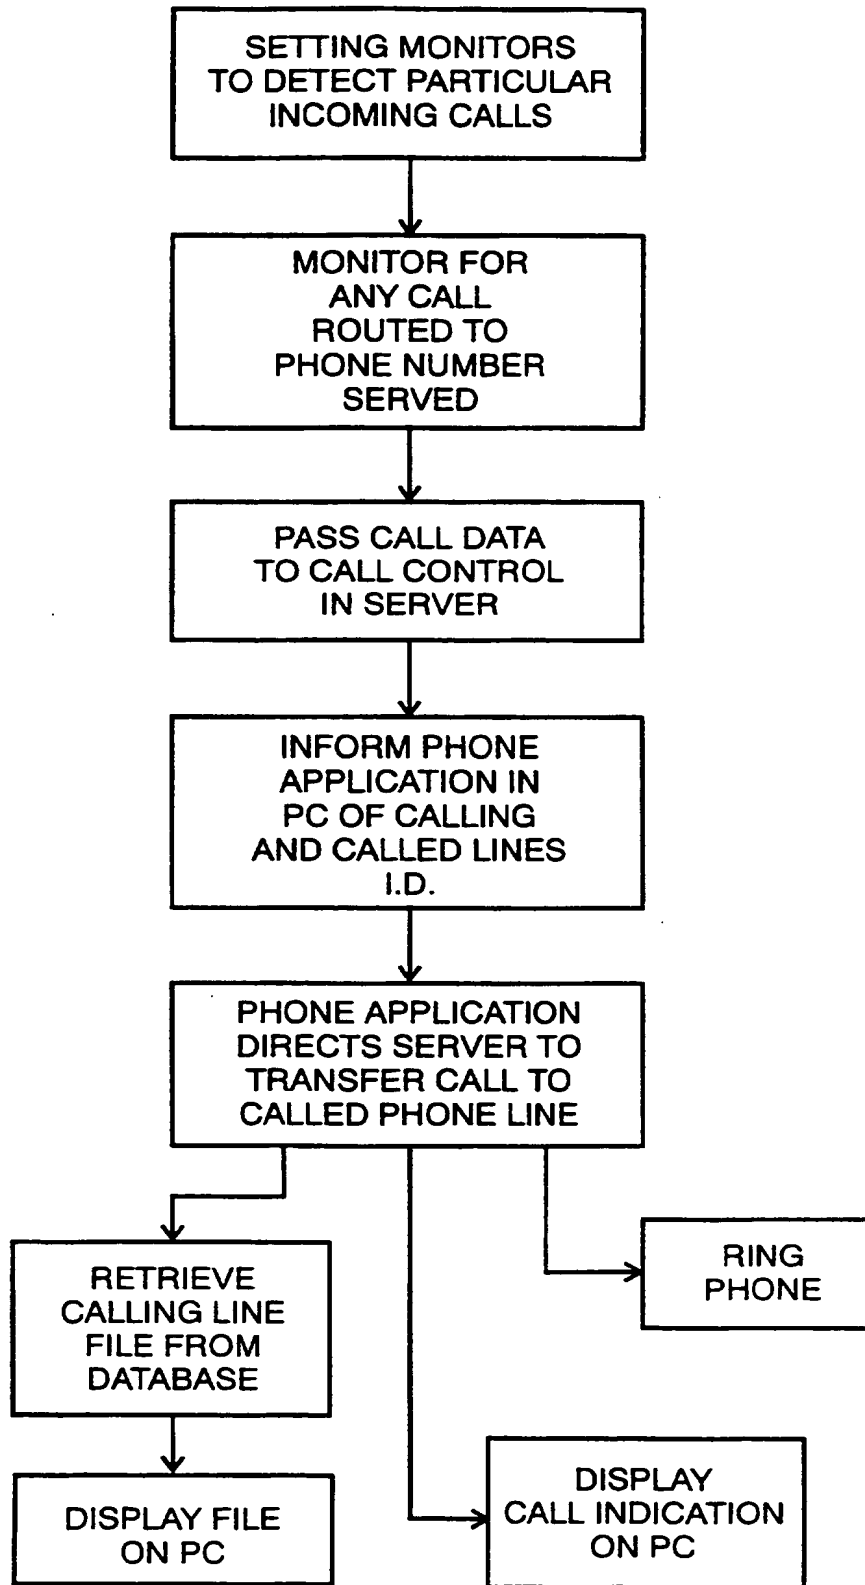 SETTING MONITORS
TO DETECT PARTICULAR
INCOMING CALLS
MONITOR FOR
ANY CALL
ROUTED TO
PHONE NUMBER
SERVED
PASS CALL DATA
TO CALL CONTROL
IN SERVER
INFORM PHONE
APPLICATION IN
PC OF CALLING
AND CALLED LINES
I.D.
PHONE APPLICATION
DIRECTS SERVER TO
TRANSFER CALL TO
CALLED PHONE LINE
RETRIEVE
CALLING LINE
FILE FROM
DATABASE
RING
PHONE
DISPLAY FILE
ON PC
DISPLAY
CALL INDICATION
ON PC